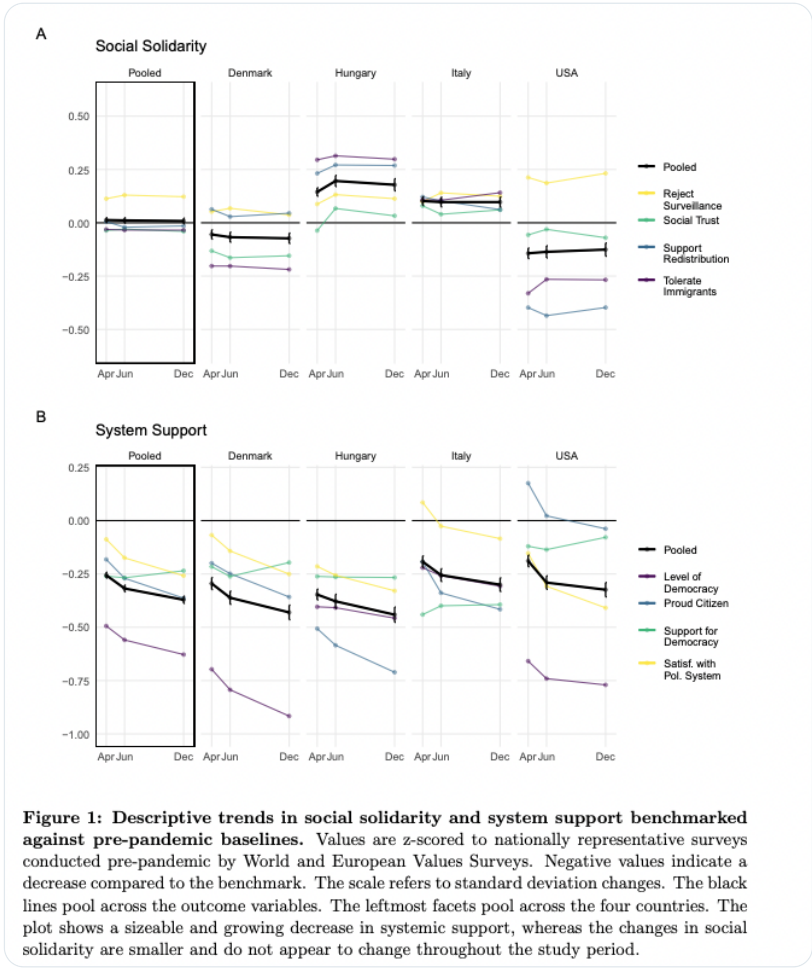 A
Social Solidarity
Pooled Denmark Hungary Italy USA
0.50
0.25
0.00
−0.25
−0.50
Apr Jun Dec Apr Jun Dec Apr Jun Dec Apr Jun Dec Apr Jun Dec
Pooled
Reject
Surveillance
Social Trust
Support
Redistribution
Tolerate
Immigrants
B
System Support
Pooled Denmark Hungary Italy USA
0.25
0.00
−0.25
−0.50
−0.75
−1.00
Apr Jun Dec Apr Jun Dec Apr Jun Dec Apr Jun Dec Apr Jun Dec
Pooled
Level of
Democracy
Proud Citizen
Support for
Democracy
Satisf. with
Pol. System
Figure 1: Descriptive trends in social solidarity and system support benchmarked
against pre-pandemic baselines. Values are z-scored to nationally representative surveys
conducted pre-pandemic by World and European Values Surveys. Negative values indicate a
decrease compared to the benchmark. The scale refers to standard deviation changes. The black
lines pool across the outcome variables. The leftmost facets pool across the four countries. The
plot shows a sizeable and growing decrease in systemic support, whereas the changes in social
solidarity are smaller and do not appear to change throughout the study period.